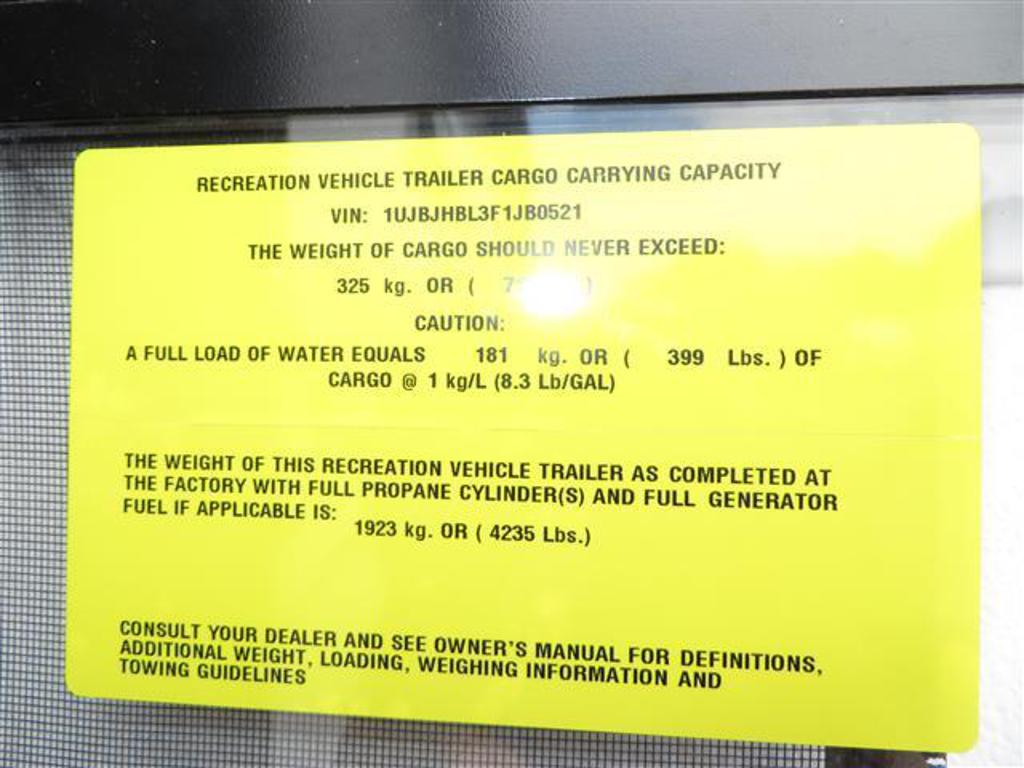 RECREATION VEHICLE TRAILER CARGO CARRYING CAPACITY
VIN: 1UJBJHBL3F1JB0521
THE WEIGHT OF CARGO SHOULD NEVER EXCEED:
325 kg. OR ( )
CAUTION:
A FULL LOAD OF WATER EQUALS 181 kg. OR ( 399 Lbs. ) OF
CARGO @ 1 kg/L (8.3 Lb/GAL)
THE WEIGHT OF THIS RECREATION VEHICLE TRAILER AS COMPLETED AT
THE FACTORY WITH FULL PROPANE CYLINDER(S) AND FULL GENERATOR
FUEL IF APPLICABLE IS:
1923 kg. OR ( 4235 Lbs.)
CONSULT YOUR DEALER AND SEE OWNER'S MANUAL FOR DEFINITIONS,
ADDITIONAL WEIGHT, LOADING, WEIGHING INFORMATION AND
TOWING GUIDELINES